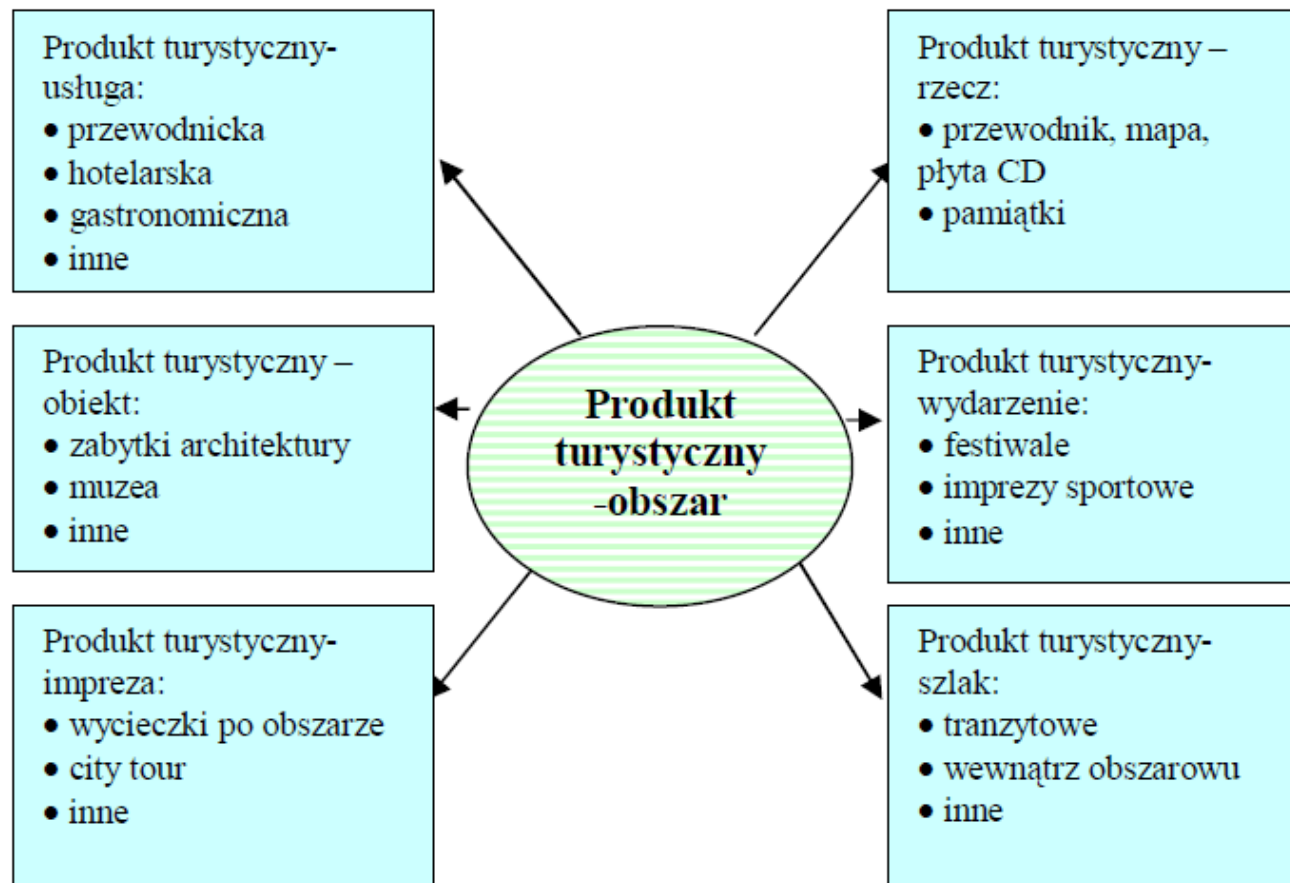 Produkt turystyczny-
usługa:
• przewodnicka
• hotelarska
• gastronomiczna
• inne
Produkt turystyczny –
rzecz:
• przewodnik, mapa,
płyta CD
• pamiątki
Produkt turystyczny –
obiekt:
• zabytki architektury
• muzea
• inne
Produkt
turystyczny
-obszar
Produkt turystyczny-
wydarzenie:
• festiwale
• imprezy sportowe
• inne
Produkt turystyczny-
impreza:
• wycieczki po obszarze
• city tour
• inne
Produkt turystyczny-
szlak:
• tranzytowe
• wewnątrz obszarowu
• inne